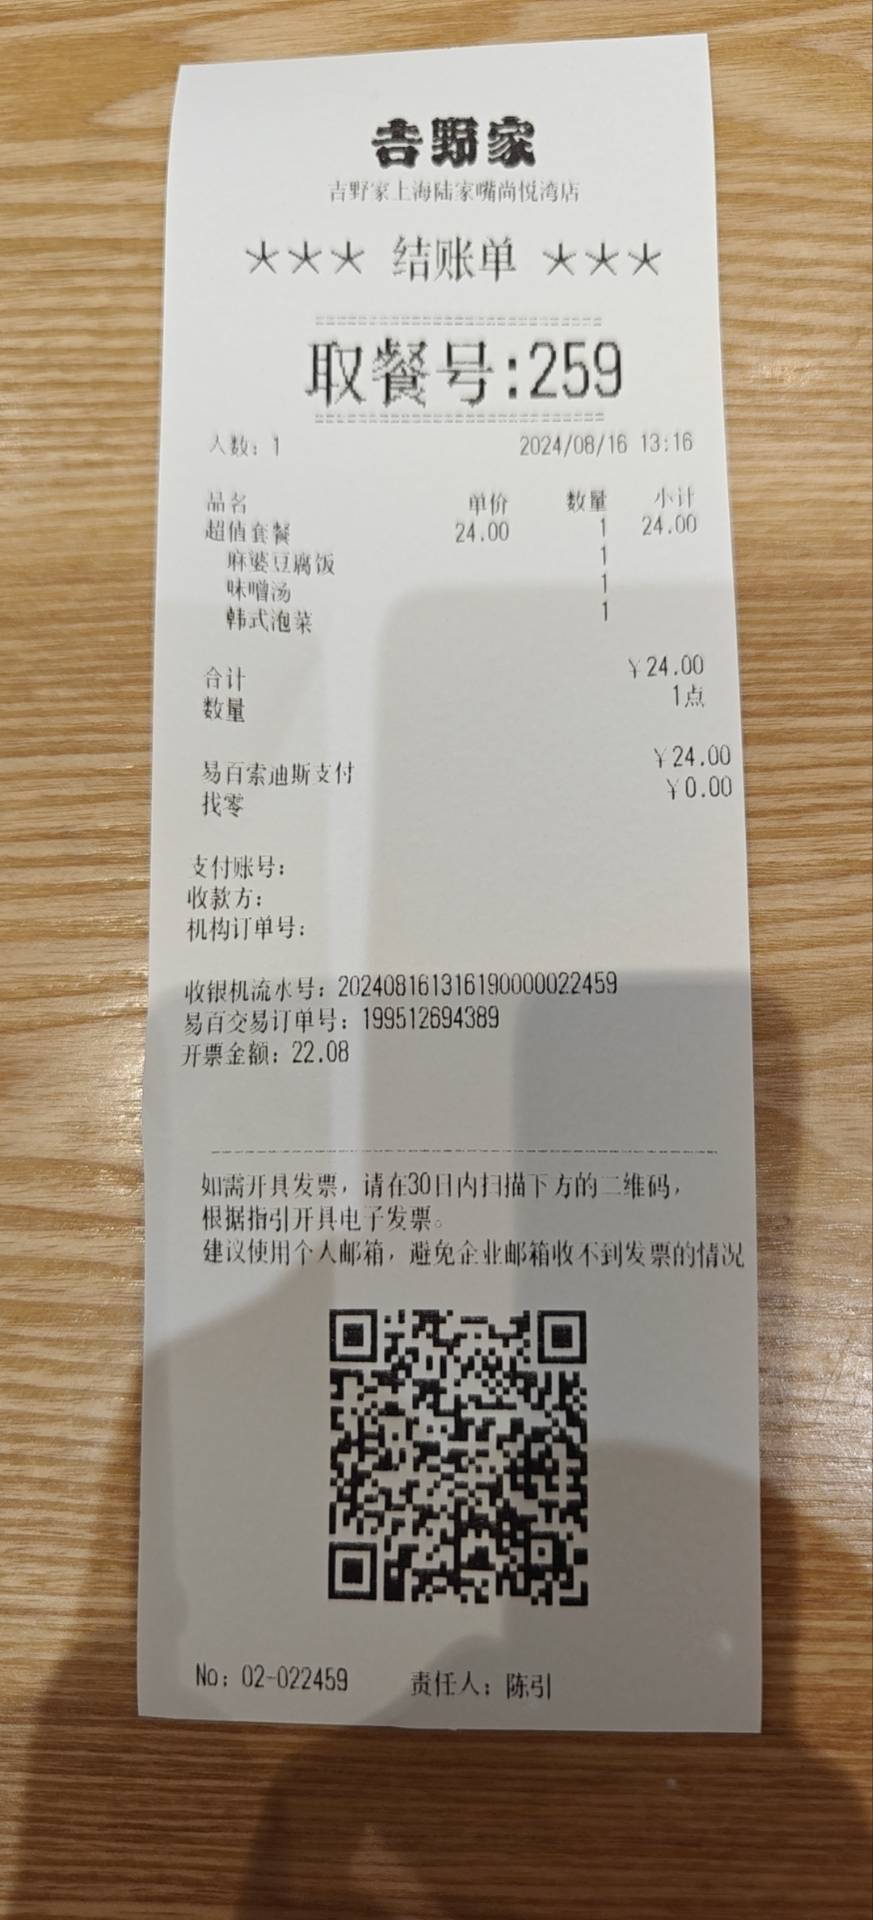 吉野家
吉野家上海陆家嘴尚悦湾店
*** 结账单 ***
===========================
取餐号:259
===========================
人数: 1 2024/08/16 13:16
品名 单价 数量 小计
超值套餐 24.00 1 24.00
麻婆豆腐饭 1
味噌汤 1
韩式泡菜 1
合计 ¥24.00
数量 1点
易百索迪斯支付 ¥24.00
找零 ¥0.00
支付账号:
收款方:
机构订单号:
收银机流水号: 202408161316190000022459
易百交易订单号: 199512694389
开票金额: 22.08
如需开具发票, 请在30日内扫描下方的二维码,
根据指引开具电子发票。
建议使用个人邮箱, 避免企业邮箱收不到发票的情况
No: 02-022459 责任人: 陈引